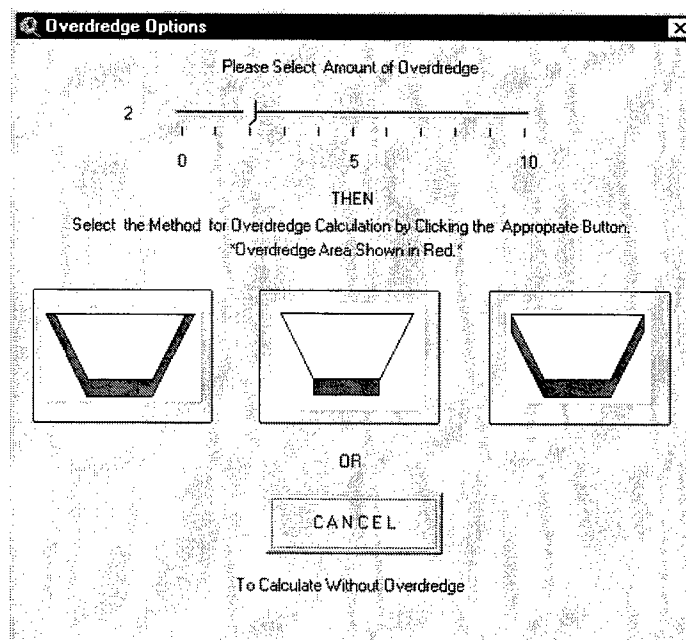 Overdredge Options
Please Select Amount of Overdredge
2
0 5 10
THEN
Select the Method for Overdredge Calculation by Clicking the Approprate Button.
"Overdredge Area Shown in Red."
OR
CANCEL
To Calculate Without Overdredge